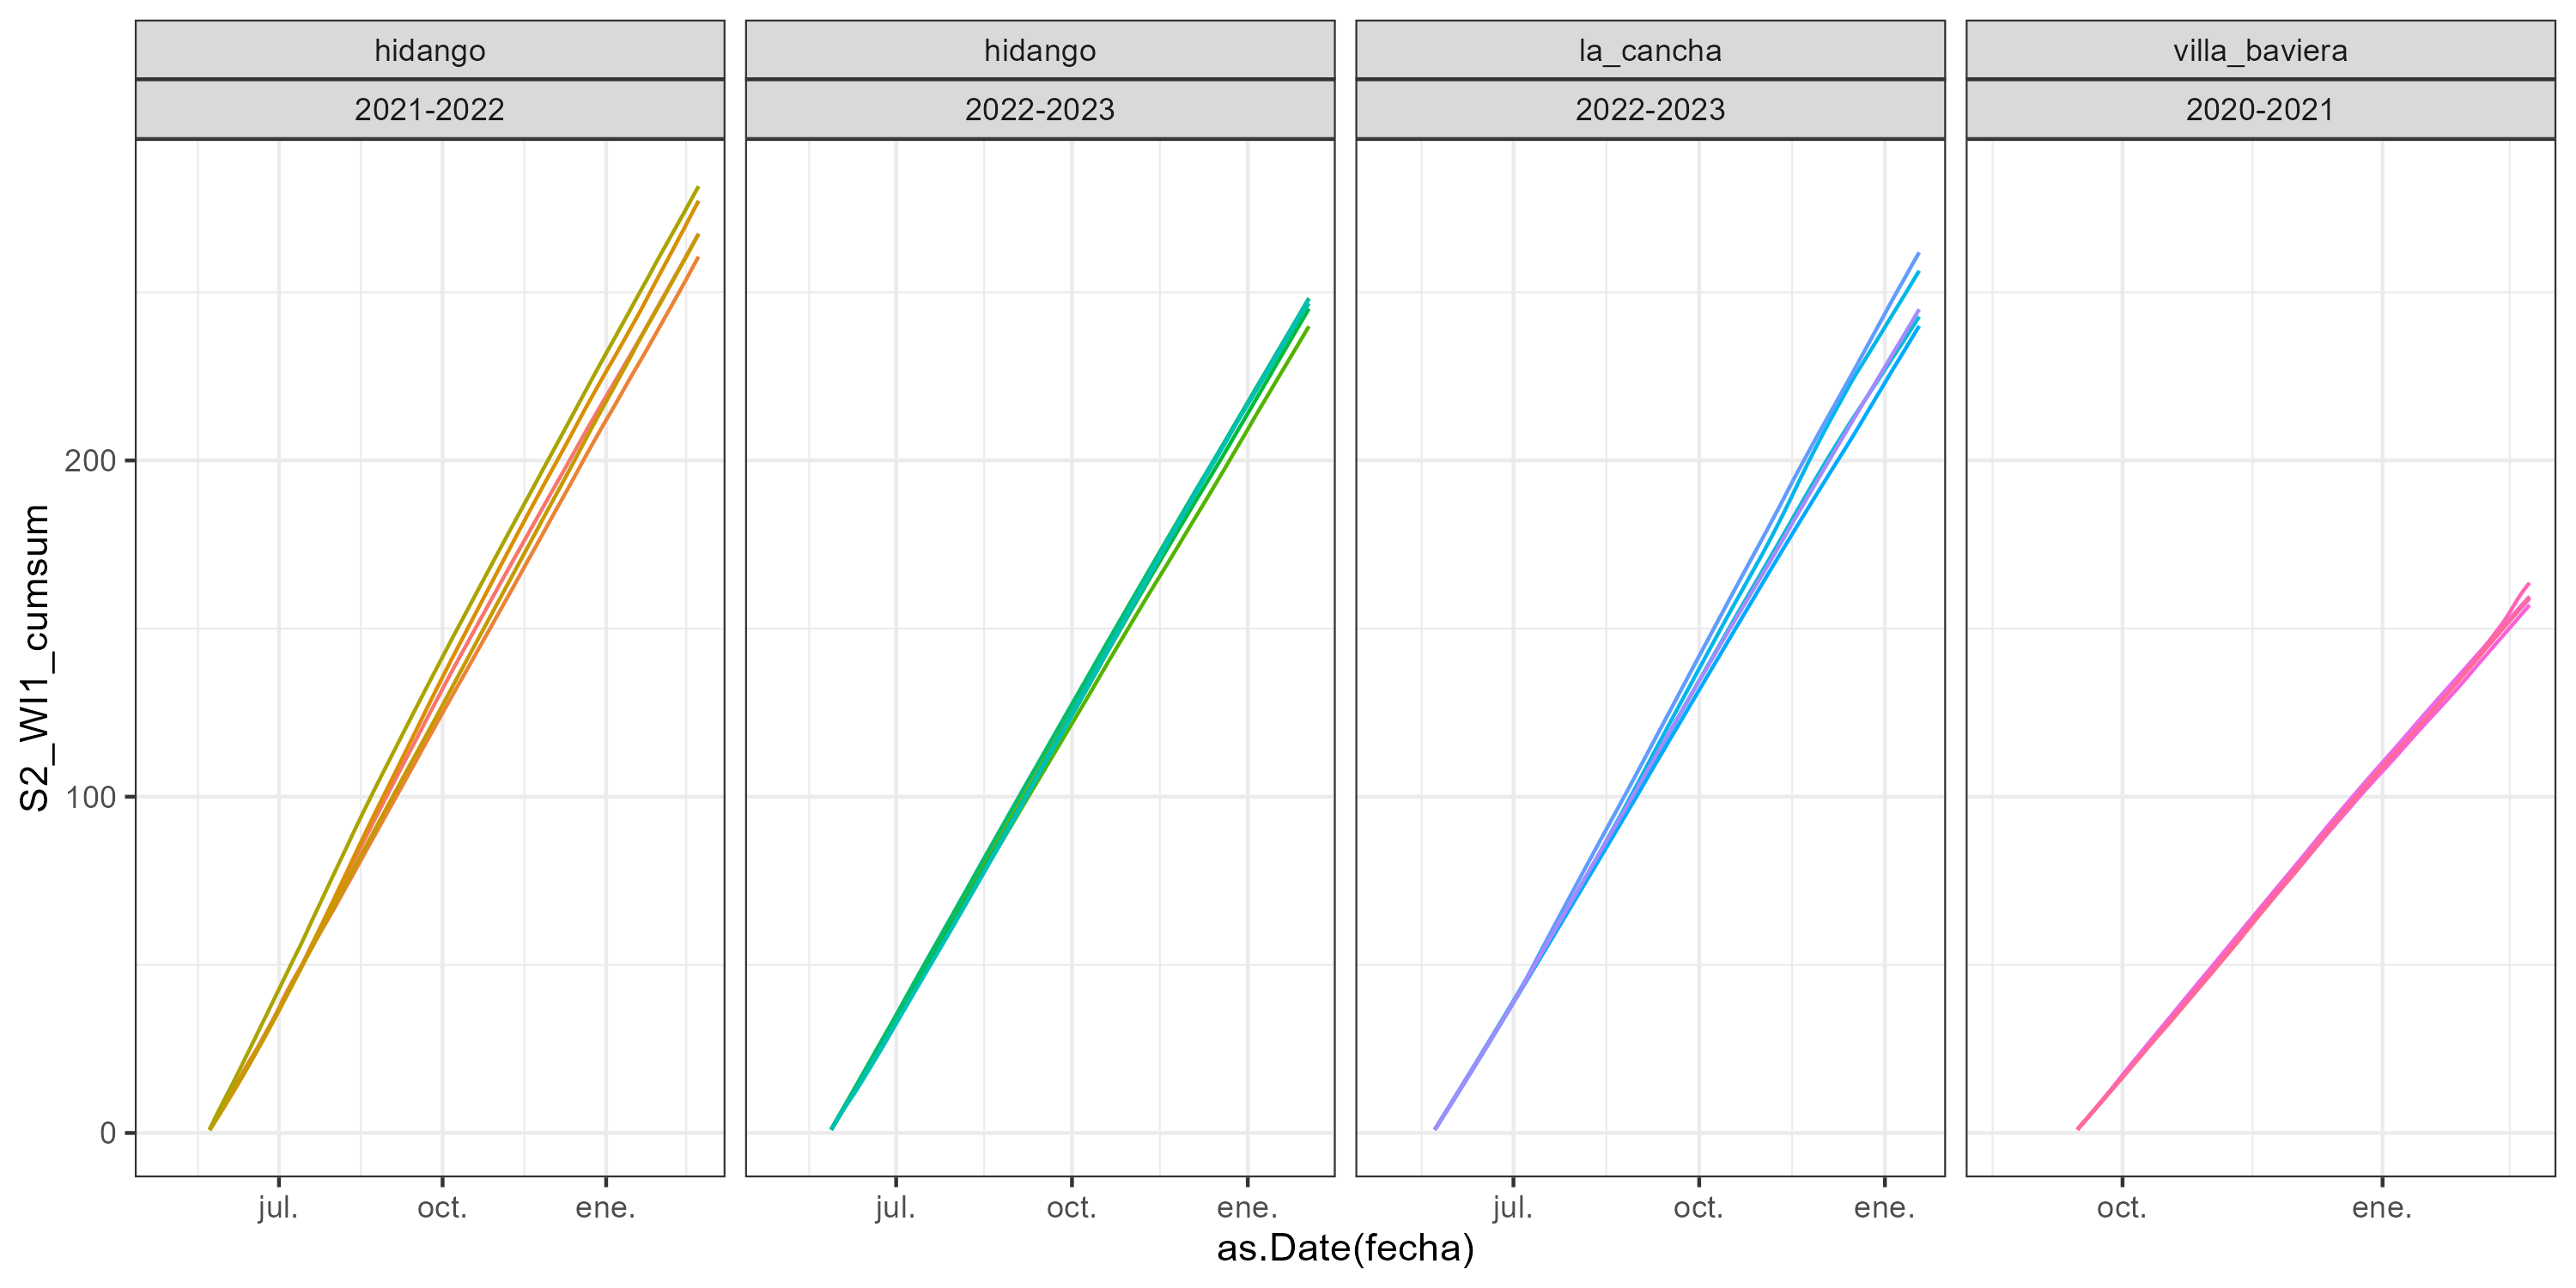 hidango hidango la_cancha villa_baviera
2021-2022 2022-2023 2022-2023 2020-2021
S2_WI1_cumsum
200
100
0
jul. oct. ene. jul. oct. ene. jul. oct. ene. oct. ene.
as.Date(fecha)